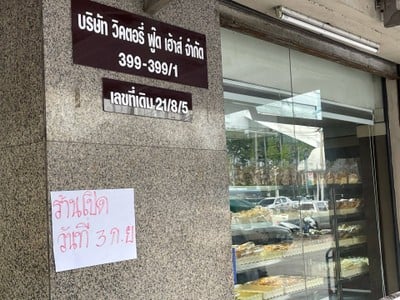 บริษัท วิคตอรี่ ฟู้ด เฮ้าส์ จำกัด
399-399/1
เลขที่เดิม 21/8/5
ร้านเปิด
วันที่ 3 ก.ย